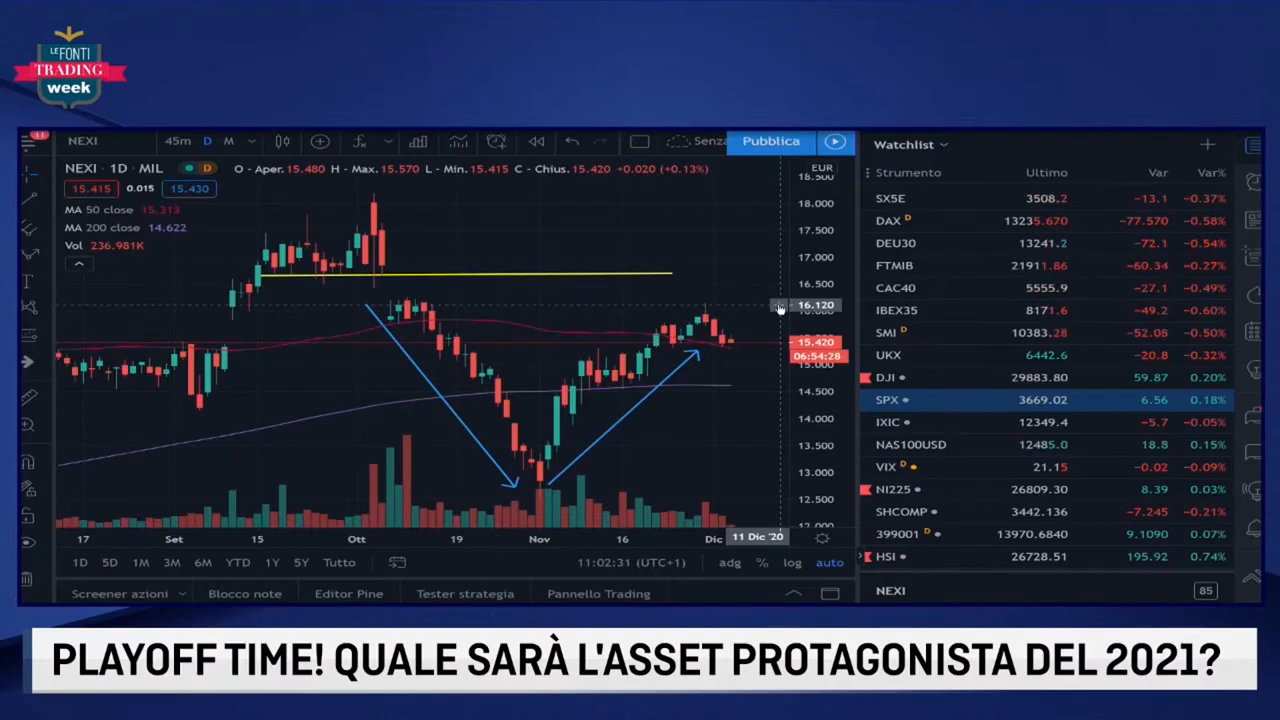 LE FONTI
TRADING
week
11
NEXI 45m D M Senza Pubblica
NEXI · 1D · MIL D O - Aper. 15.480 H - Max. 15.570 L - Min. 15.415 C - Chius. 15.420 +0.020 (+0.13%)
15.415 0.015 15.430
MA 50 close 15.313
MA 200 close 14.622
Vol 236.981K
EUR
18.500
18.000
17.500
17.000
16.500
16.120
15.420
06:54:28
15.000
14.500
14.000
13.500
13.000
12.500
12.000
17 Set 15 Ott 19 Nov 16 Dic 11 Dic '20
1D 5D 1M 3M 6M YTD 1Y 5Y Tutto 11:02:31 (UTC+1) adg % log auto
Screener azioni Blocco note Editor Pine Tester strategia Pannello Trading
Watchlist
Strumento Ultimo Var Var%
SX5E 3508.2 −13.1 −0.37%
DAX D 13235.670 −77.570 −0.58%
DEU30 13241.2 −72.1 −0.54%
FTMIB 21911.86 −60.34 −0.27%
CAC40 5555.9 −27.1 −0.49%
IBEX35 8171.6 −49.2 −0.60%
SMI D 10383.28 −52.08 −0.50%
UKX 6442.6 −20.8 −0.32%
DJI 29883.80 59.87 0.20%
SPX 3669.02 6.56 0.18%
IXIC 12349.4 −5.7 −0.05%
NAS100USD 12485.0 18.8 0.15%
VIX D 21.15 −0.02 −0.09%
NI225 26809.30 8.39 0.03%
SHCOMP 3442.136 −7.245 −0.21%
399001 D 13970.6840 9.1090 0.07%
HSI 26728.51 195.92 0.74%
NEXI 85
PLAYOFF TIME! QUALE SARÀ L'ASSET PROTAGONISTA DEL 2021?